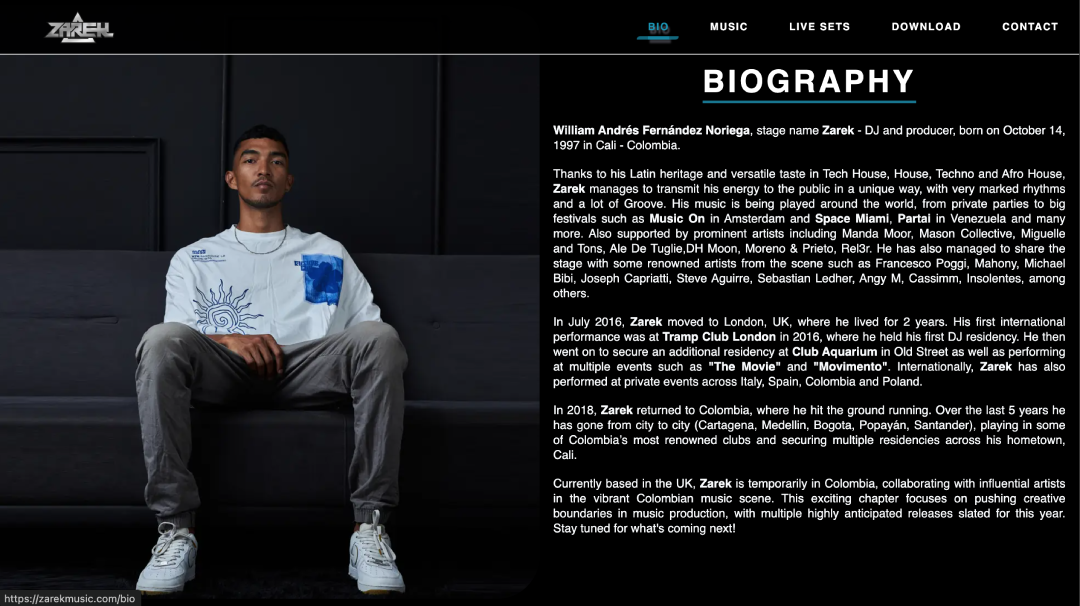 ZAREK
BIO
MUSIC
LIVE SETS
DOWNLOAD
CONTACT
BIOGRAPHY
William Andrés Fernández Noriega, stage name Zarek - DJ and producer, born on October 14,
1997 in Cali - Colombia.
Thanks to his Latin heritage and versatile taste in Tech House, House, Techno and Afro House,
Zarek manages to transmit his energy to the public in a unique way, with very marked rhythms
and a lot of Groove. His music is being played around the world, from private parties to big
festivals such as Music On in Amsterdam and Space Miami, Partai in Venezuela and many
more. Also supported by prominent artists including Manda Moor, Mason Collective, Miguelle
and Tons, Ale De Tuglie,DH Moon, Moreno & Prieto, Rel3r. He has also managed to share the
stage with some renowned artists from the scene such as Francesco Poggi, Mahony, Michael
Bibi, Joseph Capriatti, Steve Aguirre, Sebastian Ledher, Angy M, Cassimm, Insolentes, among
others.
In July 2016, Zarek moved to London, UK, where he lived for 2 years. His first international
performance was at Tramp Club London in 2016, where he held his first DJ residency. He then
went on to secure an additional residency at Club Aquarium in Old Street as well as performing
at multiple events such as "The Movie" and "Movimento". Internationally, Zarek has also
performed at private events across Italy, Spain, Colombia and Poland.
In 2018, Zarek returned to Colombia, where he hit the ground running. Over the last 5 years he
has gone from city to city (Cartagena, Medellin, Bogota, Popayán, Santander), playing in some
of Colombia's most renowned clubs and securing multiple residencies across his hometown,
Cali.
Currently based in the UK, Zarek is temporarily in Colombia, collaborating with influential artists
in the vibrant Colombian music scene. This exciting chapter focuses on pushing creative
boundaries in music production, with multiple highly anticipated releases slated for this year.
Stay tuned for what's coming next!
https://zarekmusic.com/bio